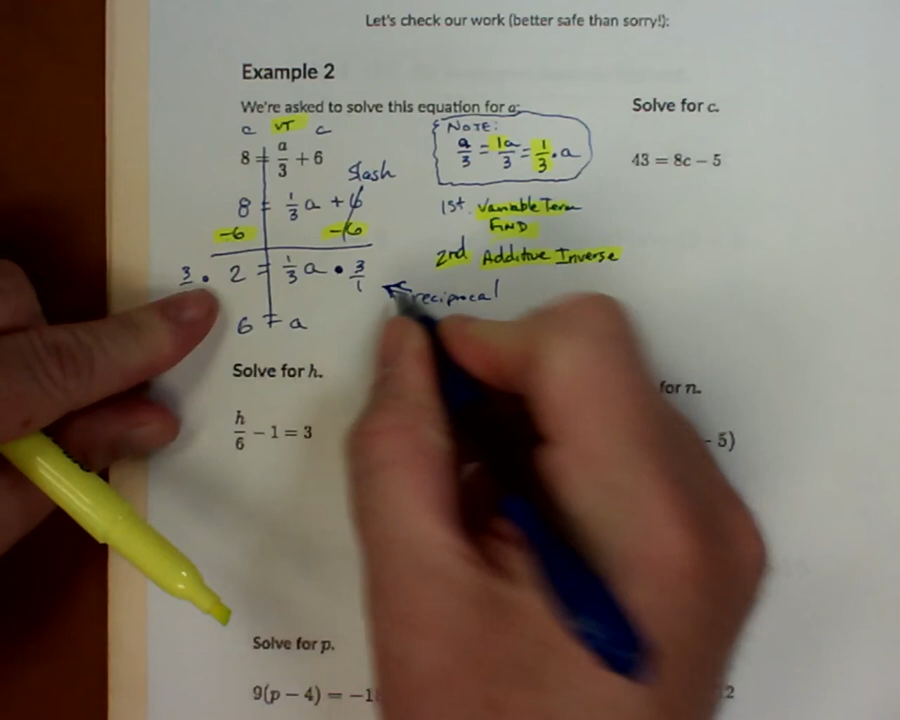 Let's check our work (better safe than sorry!):
Example 2
We're asked to solve this equation for a:
C VT C
8 = a/3 + 6
Slash
8 = 1/3 a + 6
-6 -6
3 · 2 = 1/3 a · 3/1
6 = a
NOTE:
a/3 = 1a/3 = 1/3 · a
1st Variable Term
FIND
2nd Additive Inverse
reciprocal
Solve for c.
43 = 8c − 5
Solve for h.
h/6 − 1 = 3
for n.
- 5)
Solve for p.
9(p − 4) = −1
2